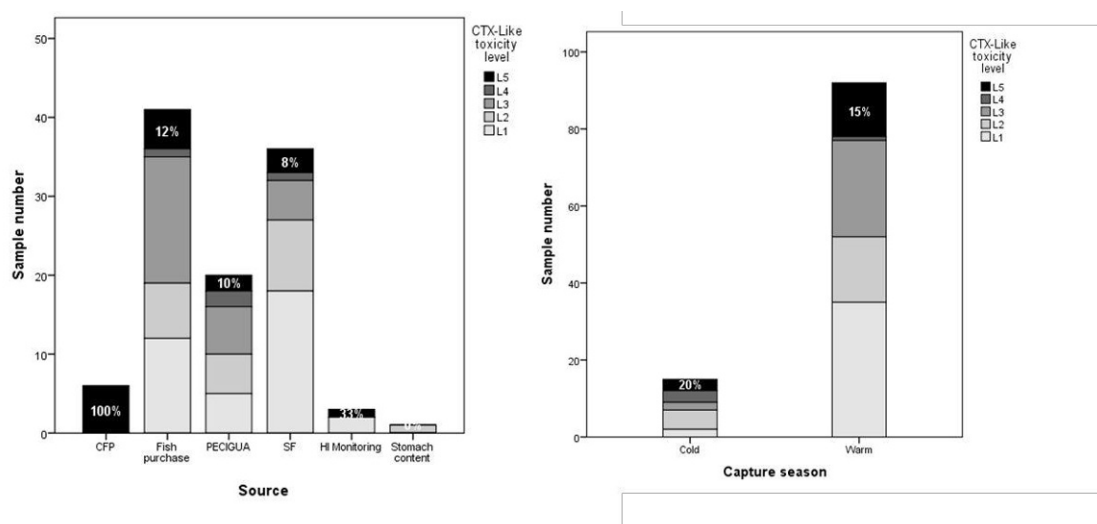 CTX-Like
toxicity
level
L5
L4
L3
L2
L1
50
40
30
20
10
0
Sample number
12%
8%
10%
100%
33%
0%
CFP
Fish
purchase
PECIGUA
SF
HI Monitoring
Stomach
content
Source
CTX-Like
toxicity
level
L5
L4
L3
L2
L1
100
80
60
40
20
0
Sample number
15%
20%
Cold
Warm
Capture season